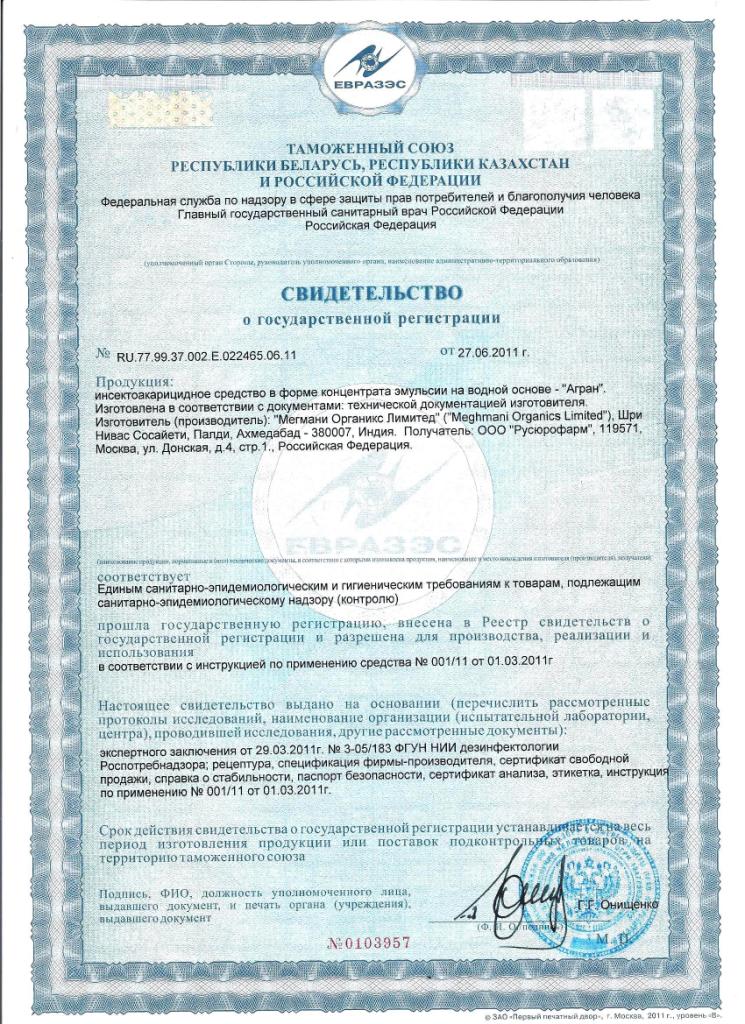 ЕВРАЗЭС
ТАМОЖЕННЫЙ СОЮЗ
РЕСПУБЛИКИ БЕЛАРУСЬ, РЕСПУБЛИКИ КАЗАХСТАН
И РОССИЙСКОЙ ФЕДЕРАЦИИ
Федеральная служба по надзору в сфере защиты прав потребителей и благополучия человека
Главный государственный санитарный врач Российской Федерации
Российская Федерация
(уполномоченный орган Стороны, руководитель уполномоченного органа, наименование административно-территориального образования)
СВИДЕТЕЛЬСТВО
о государственной регистрации
№ RU.77.99.37.002.E.022465.06.11 от 27.06.2011 г.
Продукция:
инсектоакарицидное средство в форме концентрата эмульсии на водной основе - "Агран".
Изготовлена в соответствии с документами: технической документацией изготовителя.
Изготовитель (производитель): "Мегмани Органикс Лимитед" ("Meghmani Organics Limited"), Шри
Нивас Сосайети, Палди, Ахмедабад - 380007, Индия. Получатель: ООО "Русюрофарм", 119571,
Москва, ул. Донская, д.4, стр.1., Российская Федерация.
ЕВРАЗЭС
(наименование продукции, нормативные и (или) технические документы, в соответствии с которыми изготовлена продукция, наименование и место нахождения изготовителя (производителя), получателя)
соответствует
Единым санитарно-эпидемиологическим и гигиеническим требованиям к товарам, подлежащим
санитарно-эпидемиологическому надзору (контролю)
прошла государственную регистрацию, внесена в Реестр свидетельств о
государственной регистрации и разрешена для производства, реализации и
использования
в соответствии с инструкцией по применению средства № 001/11 от 01.03.2011г
Настоящее свидетельство выдано на основании (перечислить рассмотренные
протоколы исследований, наименование организации (испытательной лаборатории,
центра), проводившей исследования, другие рассмотренные документы):
экспертного заключения от 29.03.2011г. № 3-05/183 ФГУН НИИ дезинфектологии
Роспотребнадзора; рецептура, спецификация фирмы-производителя, сертификат свободной
продажи, справка о стабильности, паспорт безопасности, сертификат анализа, этикетка, инструкция
по применению № 001/11 от 01.03.2011г.
Срок действия свидетельства о государственной регистрации устанавливается на весь
период изготовления продукции или поставок подконтрольных товаров на
территорию таможенного союза
Подпись, ФИО, должность уполномоченного лица,
выдавшего документ, и печать органа (учреждения),
выдавшего документ
Г.Г. Онищенко
(Ф. И. О./подпись)
М. П.
№0103957
© ЗАО «Первый печатный двор», г. Москва, 2011 г., уровень «В».